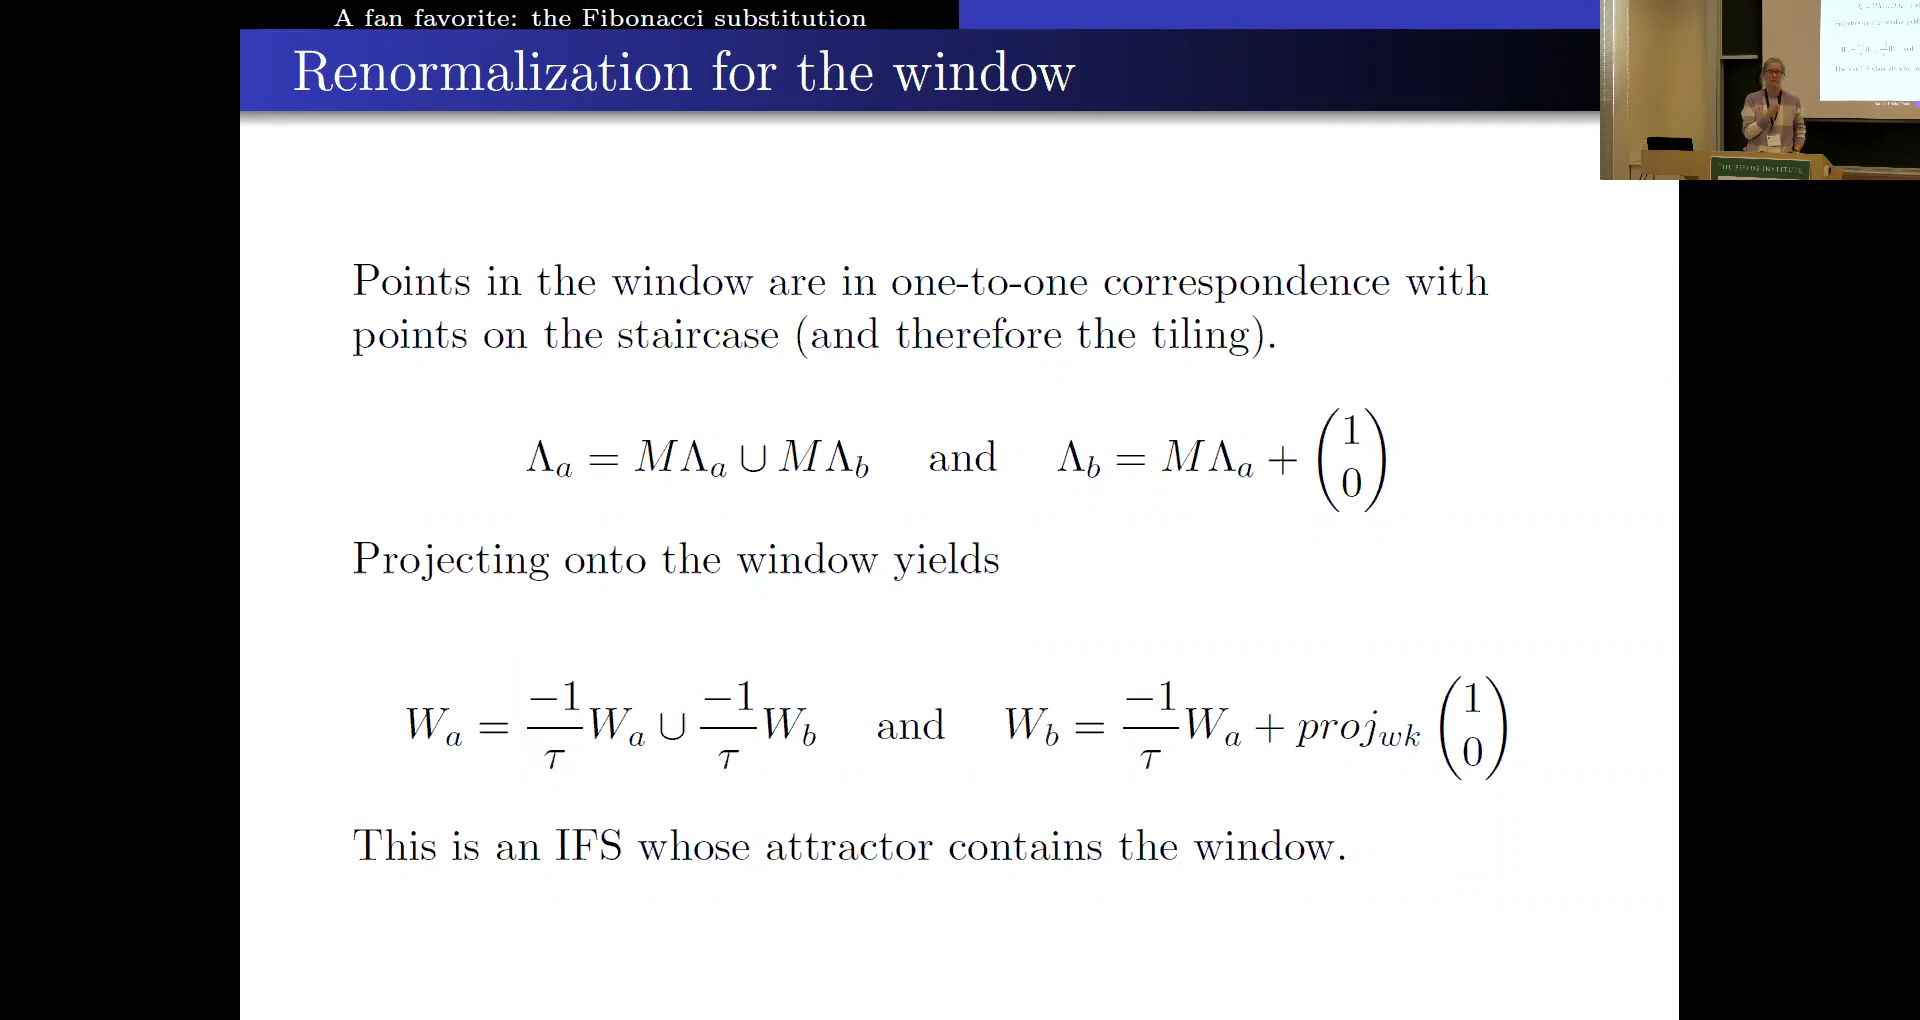 A fan favorite: the Fibonacci substitution
Renormalization for the window
Points in the window are in one-to-one correspondence with
points on the staircase (and therefore the tiling).
Λ_a = MΛ_a ∪ MΛ_b and Λ_b = MΛ_a + (1 0)
Projecting onto the window yields
W_a = -1/τ W_a ∪ -1/τ W_b and W_b = -1/τ W_a + proj_wk (1 0)
This is an IFS whose attractor contains the window.
THE FIELDS INSTITUTE